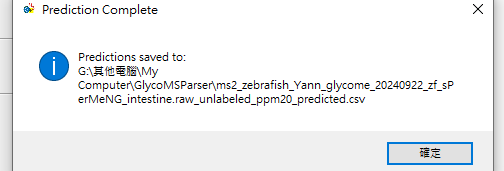 Prediction Complete
Predictions saved to:
G:\其他電腦\My
Computer\GlycoMSParser\ms2_zebrafish_Yann_glycome_20240922_zf_sP
erMeNG_intestine.raw_unlabeled_ppm20_predicted.csv
確定